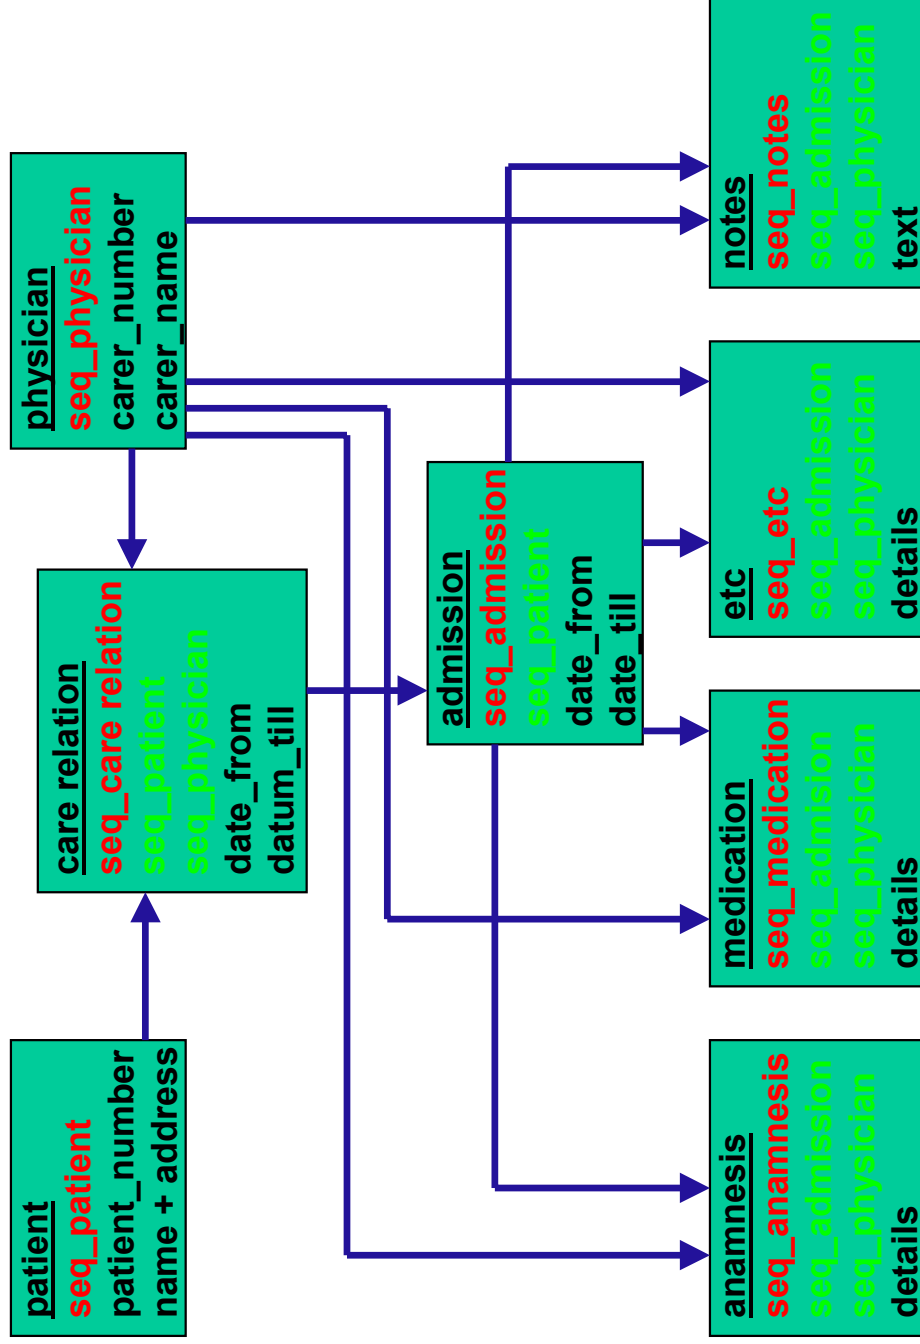 patient
seq_patient
patient_number
name + address
care relation
seq_care relation
seq_patient
seq_physician
date_from
datum_till
physician
seq_physician
carer_number
carer_name
admission
seq_admission
seq_patient
date_from
date_till
anamnesis
seq_anamnesis
seq_admission
seq_physician
details
medication
seq_medication
seq_admision
seq_physician
details
etc
seq_etc
seq_admission
seq_physician
details
notes
seq_notes
seq_admission
seq_physician
text